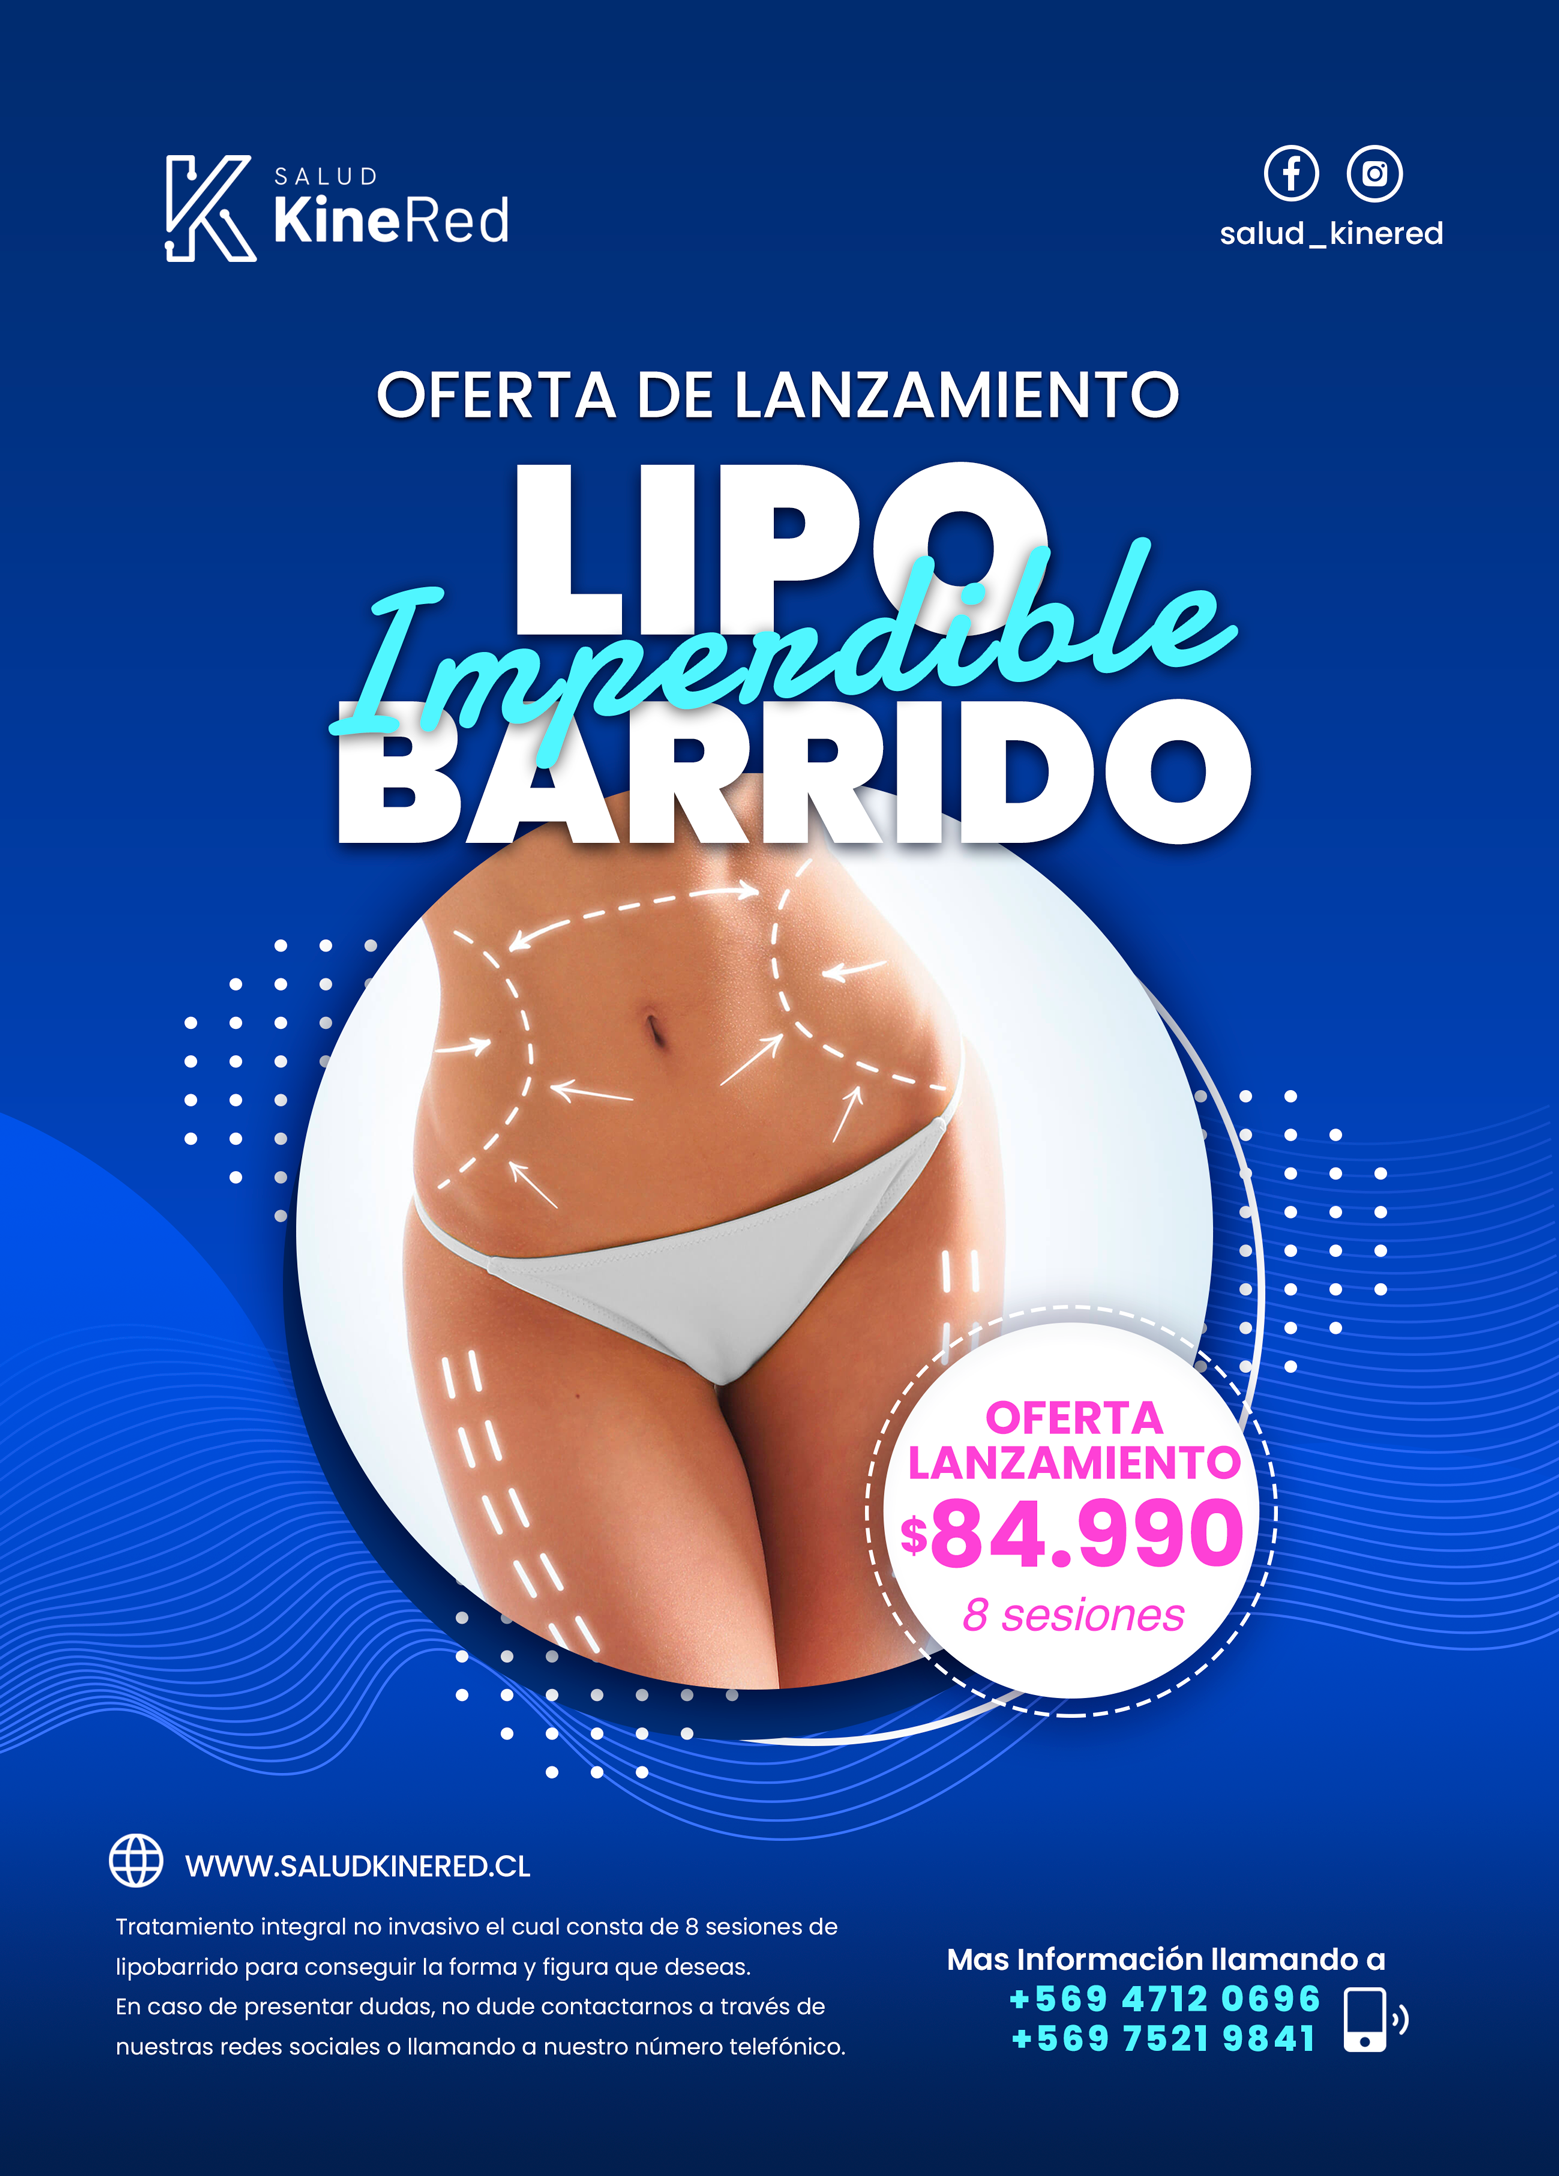 SALUD
KineRed
salud_kinered
OFERTA DE LANZAMIENTO
LIPO
Imperdible
BARRIDO
OFERTA
LANZAMIENTO
$84.990
8 sesiones
WWW.SALUDKINERED.CL
Tratamiento integral no invasivo el cual consta de 8 sesiones de
lipobarrido para conseguir la forma y figura que deseas.
En caso de presentar dudas, no dude contactarnos a través de
nuestras redes sociales o llamando a nuestro número telefónico.
Mas Información llamando a
+569 4712 0696
+569 7521 9841